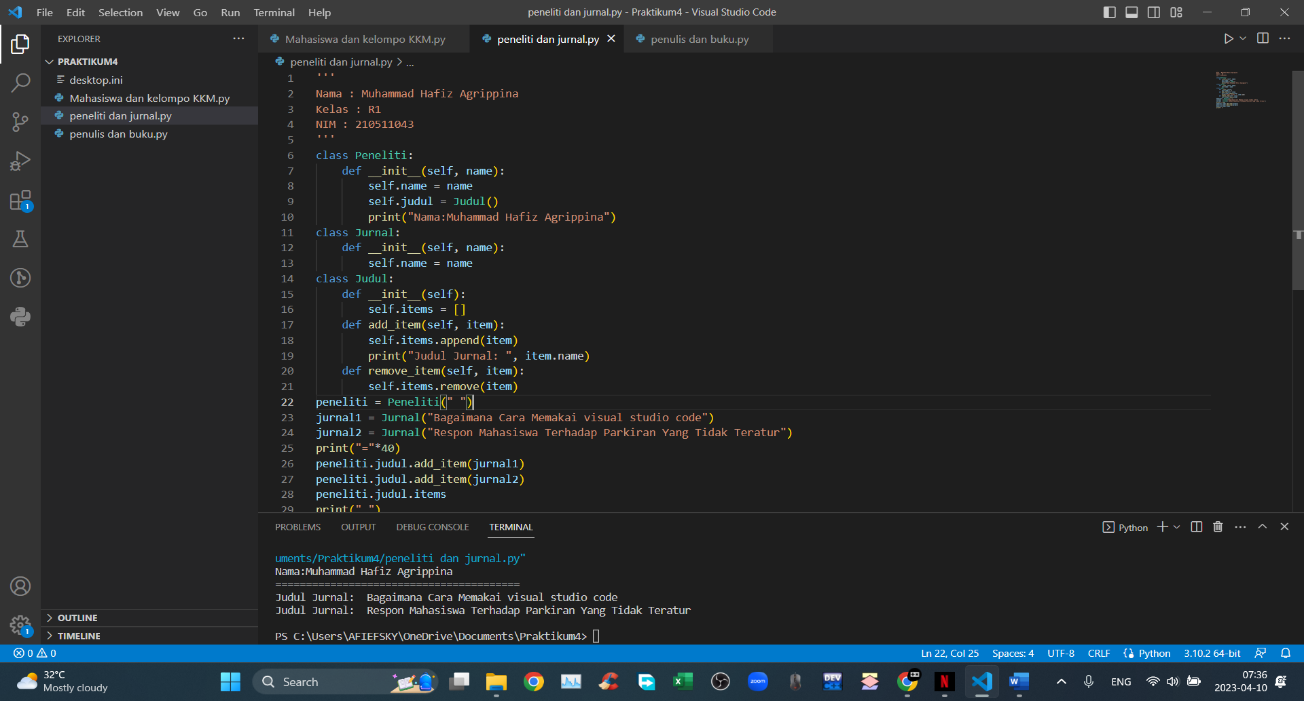 File Edit Selection View Go Run Terminal Help
peneliti dan jurnal.py - Praktikum4 - Visual Studio Code
EXPLORER
PRAKTIKUM4
desktop.ini
Mahasiswa dan kelompo KKM.py
peneliti dan jurnal.py
penulis dan buku.py
OUTLINE
TIMELINE
Mahasiswa dan kelompo KKM.py
peneliti dan jurnal.py
penulis dan buku.py
peneliti dan jurnal.py > ...
1 '''
2 Nama : Muhammad Hafiz Agrippina
3 Kelas : R1
4 NIM : 210511043
5 '''
6 class Peneliti:
7     def __init__(self, name):
8         self.name = name
9         self.judul = Judul()
10         print("Nama:Muhammad Hafiz Agrippina")
11 class Jurnal:
12     def __init__(self, name):
13         self.name = name
14 class Judul:
15     def __init__(self):
16         self.items = []
17     def add_item(self, item):
18         self.items.append(item)
19         print("Judul Jurnal: ", item.name)
20     def remove_item(self, item):
21         self.items.remove(item)
22 peneliti = Peneliti(" ")
23 jurnal1 = Jurnal("Bagaimana Cara Memakai visual studio code")
24 jurnal2 = Jurnal("Respon Mahasiswa Terhadap Parkiran Yang Tidak Teratur")
25 print("="*40)
26 peneliti.judul.add_item(jurnal1)
27 peneliti.judul.add_item(jurnal2)
28 peneliti.judul.items
29 print(" ")
PROBLEMS OUTPUT DEBUG CONSOLE TERMINAL
Python
uments/Praktikum4/peneliti dan jurnal.py"
Nama:Muhammad Hafiz Agrippina
========================================
Judul Jurnal:  Bagaimana Cara Memakai visual studio code
Judul Jurnal:  Respon Mahasiswa Terhadap Parkiran Yang Tidak Teratur
PS C:\Users\AFIEFSKY\OneDrive\Documents\Praktikum4>
0 0
Ln 22, Col 25 Spaces: 4 UTF-8 CRLF Python 3.10.2 64-bit
32°C
Mostly cloudy
Search
ENG
07:36
2023-04-10